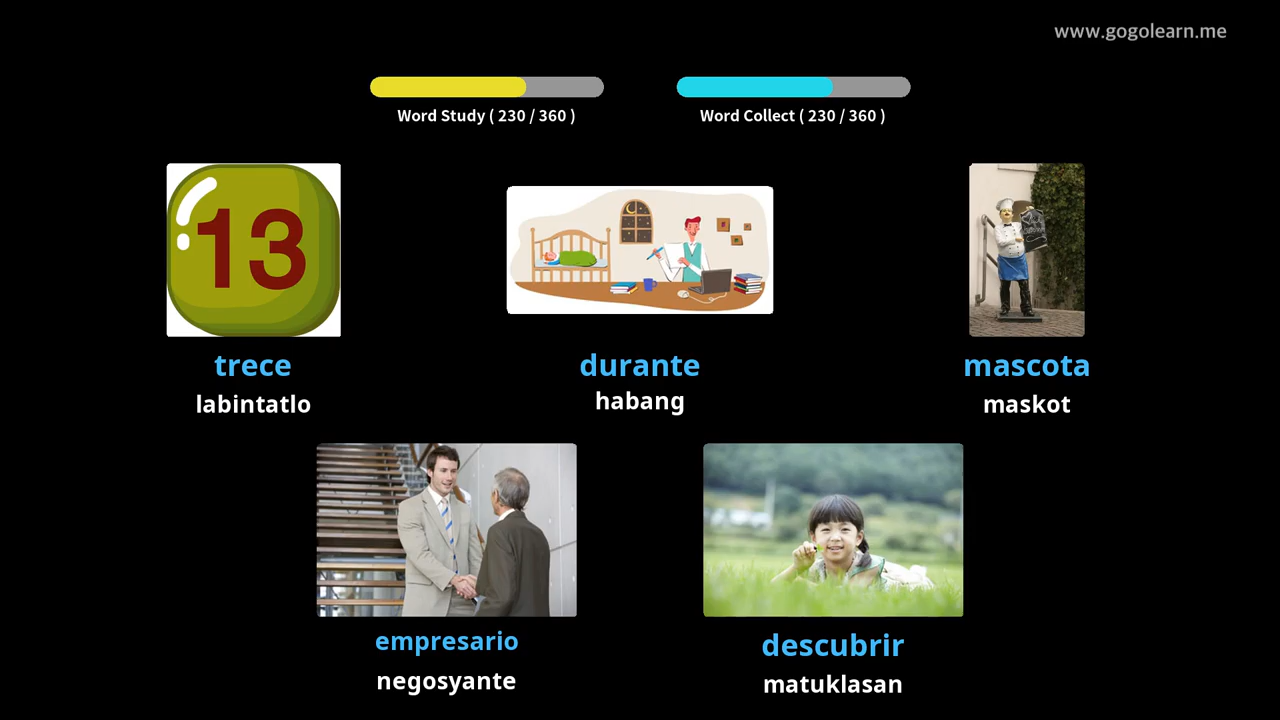 www.gogolearn.me
Word Study ( 230 / 360 )
Word Collect ( 230 / 360 )
13
trece
labintatlo
durante
habang
mascota
maskot
empresario
negosyante
descubrir
matuklasan